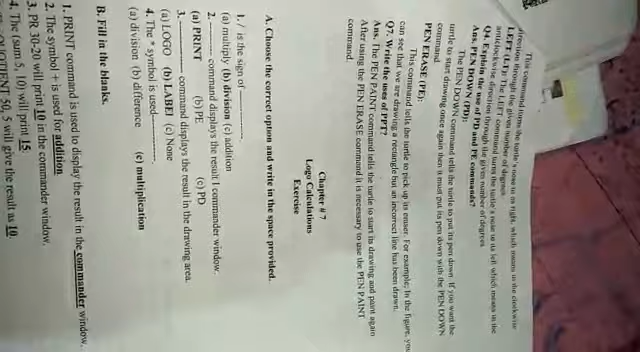 This command turns the turtle's nose to its right, which means in the clockwise
direction through the given number of degrees.
LEFT (LT): The LEFT command turns the turtle's nose to its left which means in the
anticlockwise direction through the given number of degrees
Q4. Explain the use of PD and PE commands?
Ans. PEN DOWN (PD):
The PEN DOWN command tells the turtle to put its pen down. If you want the
turtle to start drawing once again then it must put its pen down with the PEN DOWN
command.
PEN ERASE (PE):
This command tells the turtle to pick up its eraser. For example; In the figure, you
can see that we are drawing a rectangle but an incorrect line has been drawn.
Q7. Write the uses of PPT?
Ans. The PEN PAINT command tells the turtle to start its drawing and paint again
After using the PEN ERASE command it is necessary to use the PEN PAINT
command.
Chapter # 7
Logo Calculations
Exercise
A. Choose the correct option and write in the space provided.
1. / is the sign of ________.
(a) multiply (b) division (c) addition
2. ________ command displays the result I commander window.
(a) PRINT (b) PE (c) PD
3. ________ command displays the result in the drawing area.
(a) LOGO (b) LABEl (c) None
4. The * symbol is used________.
(a) division (b) difference (c) multiplication
B. Fill in the blanks.
1. PRINT command is used to display the result in the commander window.
2. The symbol + is used for addition.
3. PR 30-20 will print 10 in the commander window.
4. The (sum 5, 10) will print 15.
QUOTIENT 50, 5 will give the result as 10.